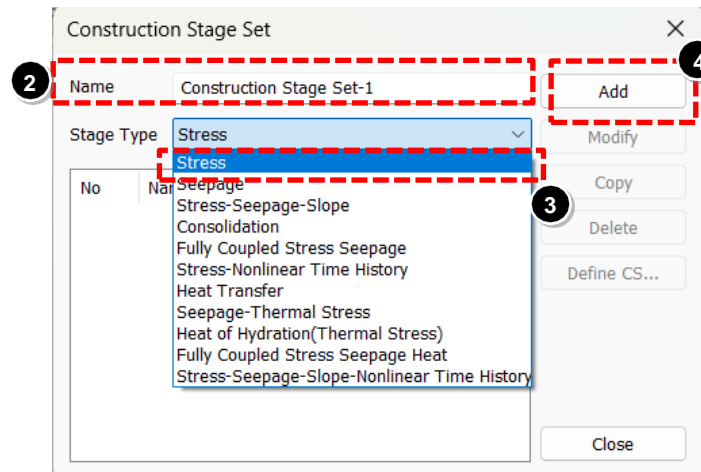 Construction Stage Set
4
2
Name Construction Stage Set-1 Add
Stage Type Stress Modify
Stress
No Seepage Copy
Stress-Seepage-Slope 3
Consolidation Delete
Fully Coupled Stress Seepage
Stress-Nonlinear Time History Define CS...
Heat Transfer
Seepage-Thermal Stress
Heat of Hydration(Thermal Stress)
Fully Coupled Stress Seepage Heat
Stress-Seepage-Slope-Nonlinear Time History
Close